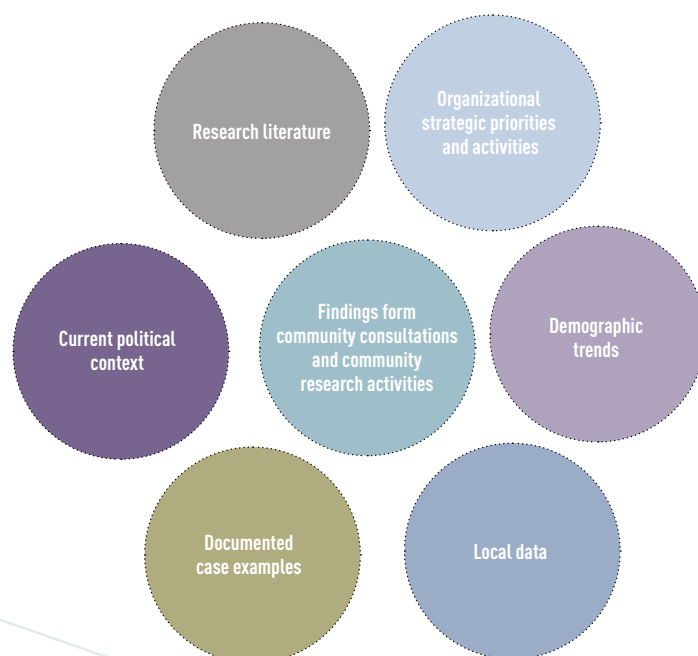 Research literature
Organizational
strategic priorities
and activities
Current political
context
Findings form
community consultations
and community
research activities
Demographic
trends
Documented
case examples
Local data